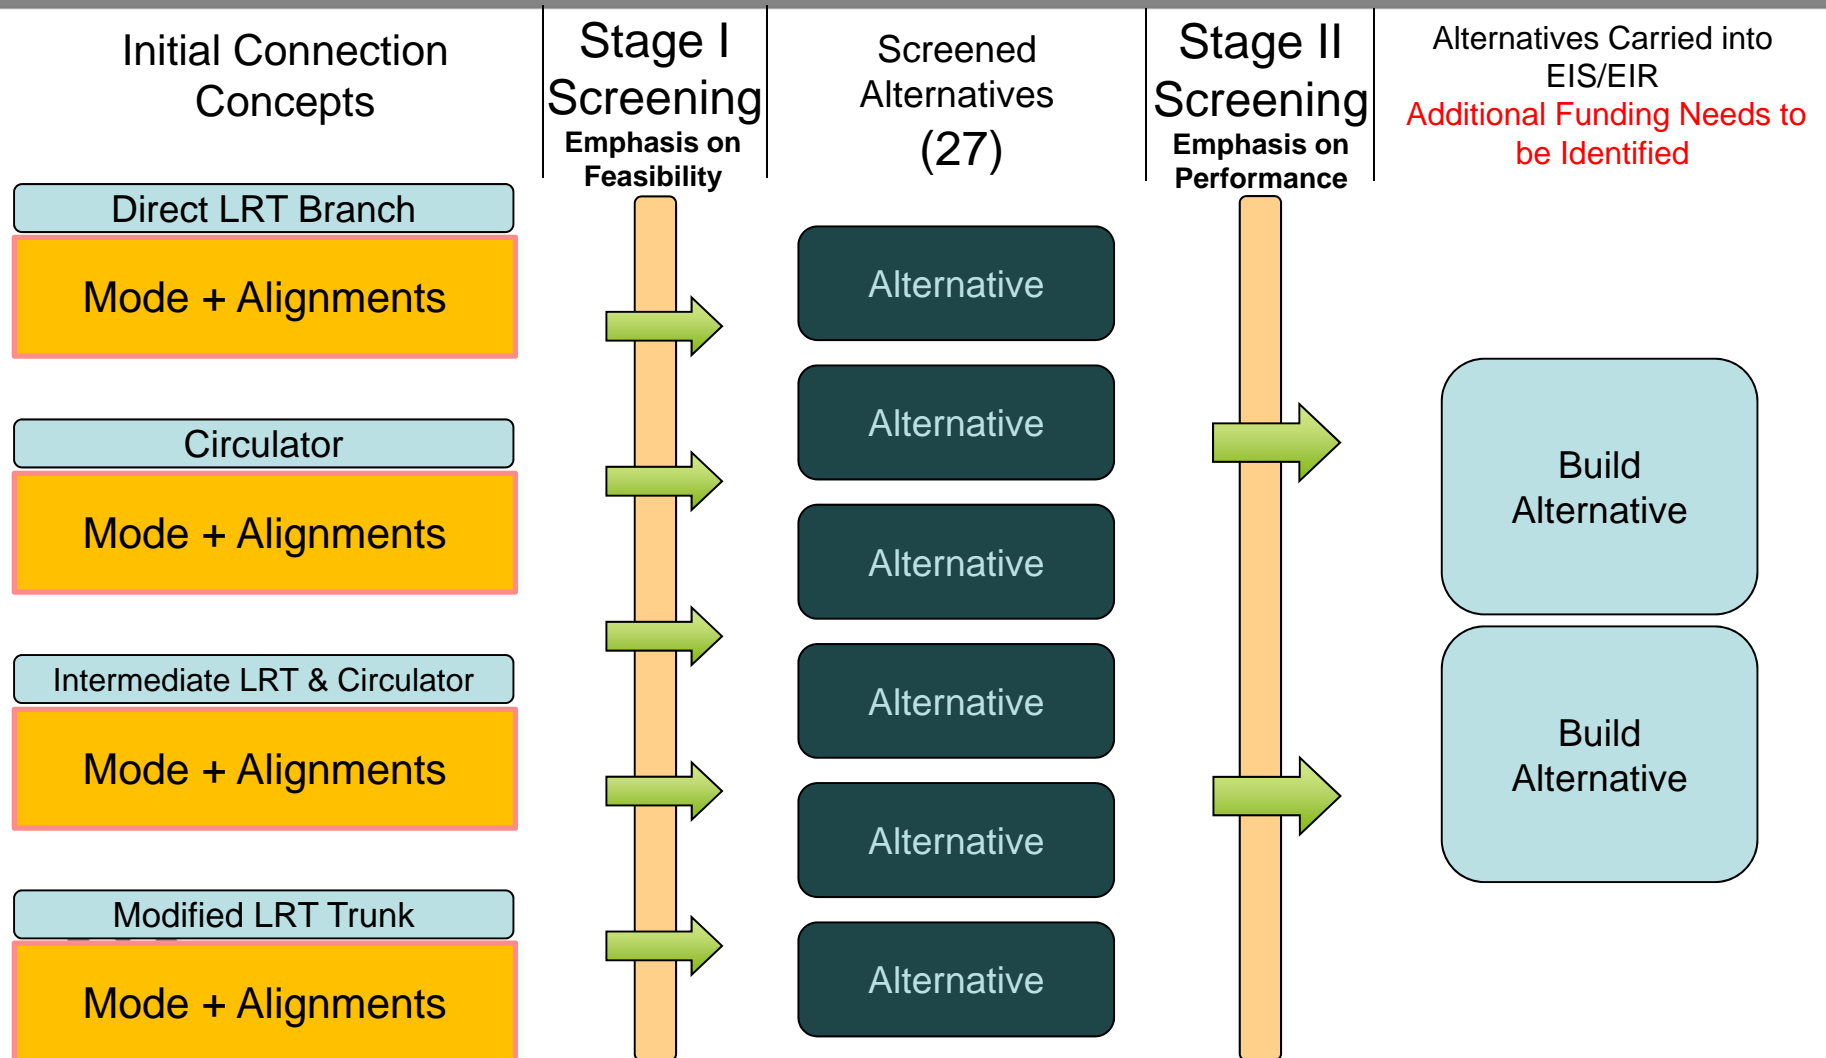 Initial Connection
Concepts
Stage I
Screening
Emphasis on
Feasibility
Screened
Alternatives
(27)
Stage II
Screening
Emphasis on
Performance
Alternatives Carried into
EIS/EIR
Additional Funding Needs to
be Identified
Direct LRT Branch
Mode + Alignments
Circulator
Mode + Alignments
Intermediate LRT & Circulator
Mode + Alignments
Modified LRT Trunk
Mode + Alignments
Alternative
Alternative
Alternative
Alternative
Alternative
Alternative
Build
Alternative
Build
Alternative